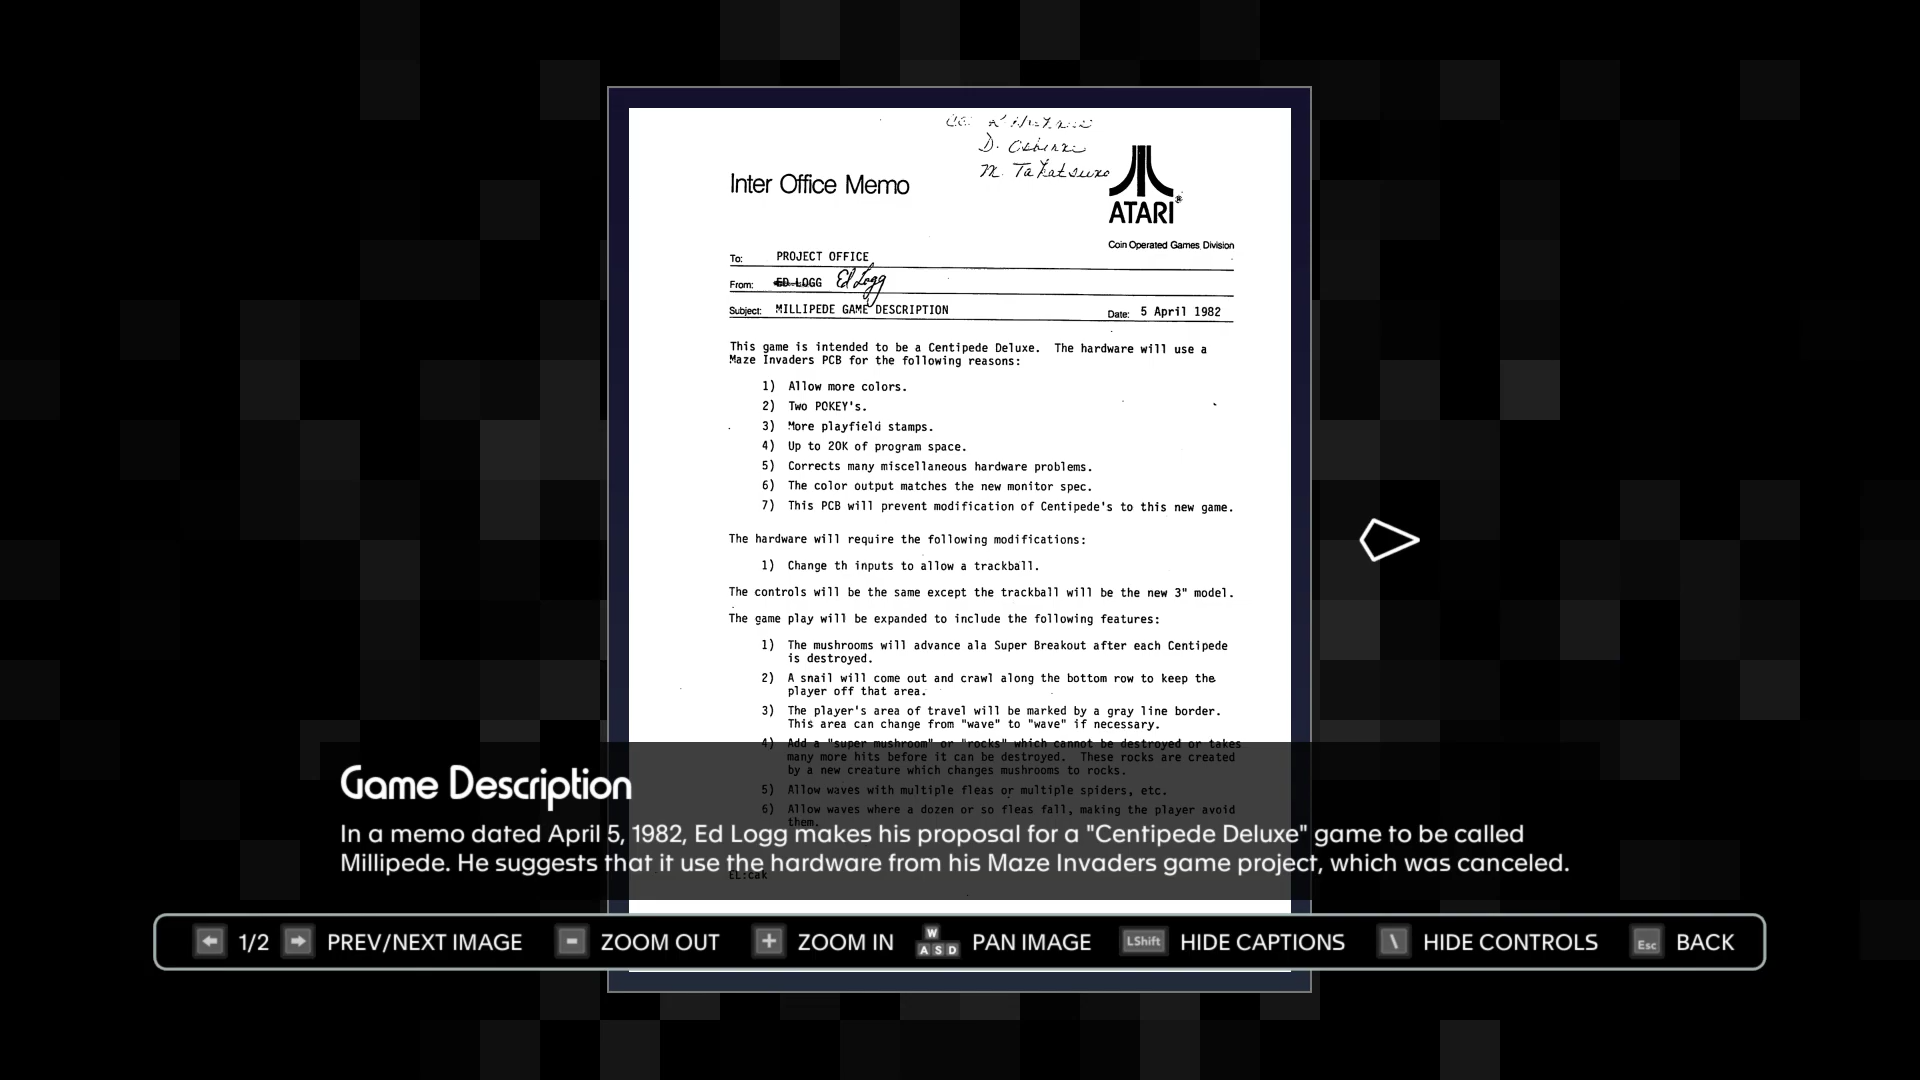 D.
M. Takatsuno
Inter Office Memo
ATARI®
Coin Operated Games Division
To: PROJECT OFFICE
From: ED LOGG Ed Logg
Subject: MILLIPEDE GAME DESCRIPTION Date: 5 April 1982
This game is intended to be a Centipede Deluxe. The hardware will use a
Maze Invaders PCB for the following reasons:
1) Allow more colors.
2) Two POKEY's.
3) More playfield stamps.
4) Up to 20K of program space.
5) Corrects many miscellaneous hardware problems.
6) The color output matches the new monitor spec.
7) This PCB will prevent modification of Centipede's to this new game.
The hardware will require the following modifications:
1) Change th inputs to allow a trackball.
The controls will be the same except the trackball will be the new 3" model.
The game play will be expanded to include the following features:
1) The mushrooms will advance ala Super Breakout after each Centipede
is destroyed.
2) A snail will come out and crawl along the bottom row to keep the
player off that area.
3) The player's area of travel will be marked by a gray line border.
This area can change from "wave" to "wave" if necessary.
4) Add a "super mushroom" or "rocks" which cannot be destroyed or takes
many more hits before it can be destroyed. These rocks are created
by a new creature which changes mushrooms to rocks.
5) Allow waves with multiple fleas or multiple spiders, etc.
6) Allow waves where a dozen or so fleas fall, making the player avoid
them.
EL:cak
Game Description
In a memo dated April 5, 1982, Ed Logg makes his proposal for a "Centipede Deluxe" game to be called
Millipede. He suggests that it use the hardware from his Maze Invaders game project, which was canceled.
1/2 PREV/NEXT IMAGE - ZOOM OUT + ZOOM IN W A S D PAN IMAGE LShift HIDE CAPTIONS \ HIDE CONTROLS Esc BACK